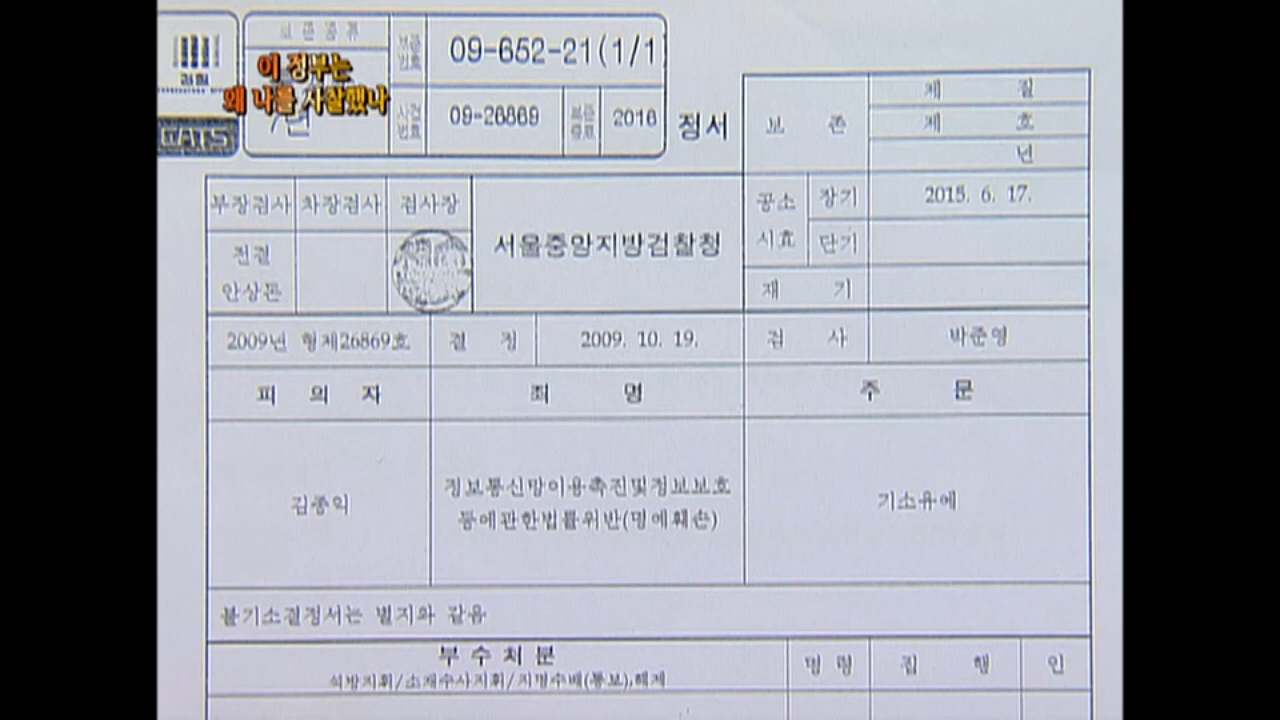 보존종류
이 정부는
왜 나를 사찰했나
검찰
보존
번호
09-652-21(1/1
사건
번호
09-26869
보존
종료
2016
정서
보 존
제 질
제 호
년
부장검사 차장검사 검사장
전결
안상돈
서울중앙지방검찰청
공소
시효
장기
2015. 6. 17.
단기
재 기
2009년 형제26869호
결 정
2009. 10. 19.
검 사
박준영
피 의 자
죄 명
주 문
김종익
정보통신망이용촉진및정보보호
등에관한법률위반(명예훼손)
기소유예
불기소결정서는 별지와 같음
부 수 처 분
석방지휘/소재수사지휘/지명수배(통보),해제
명 령
집 행
인